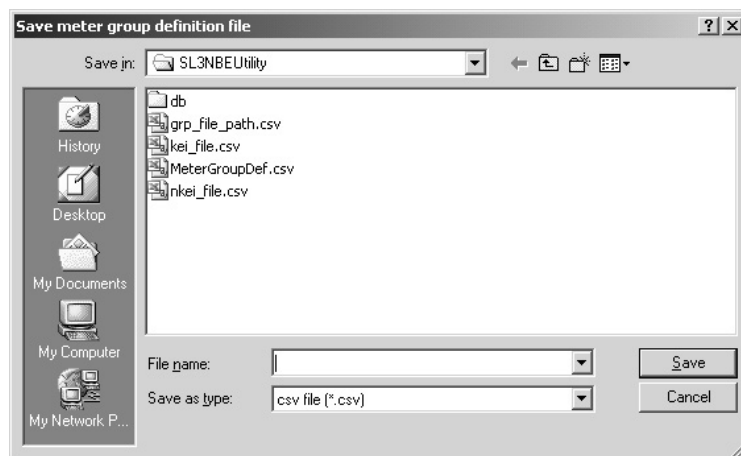 Save meter group definition file
Save in: SL3NBEUtility
History
Desktop
My Documents
My Computer
My Network P...
db
grp_file_path.csv
kei_file.csv
MeterGroupDef.csv
nkei_file.csv
File name:
Save
Save as type: csv file (*.csv)
Cancel